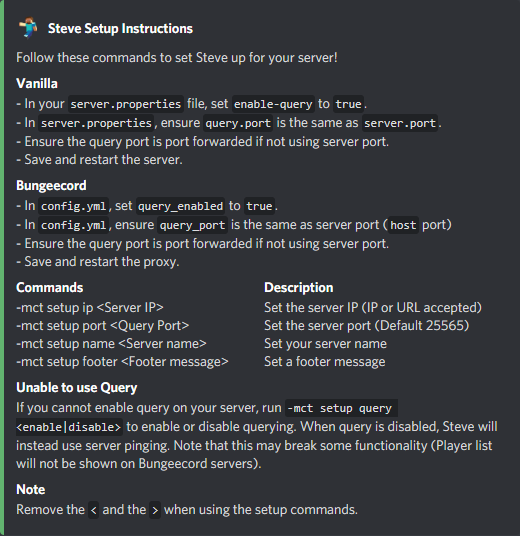 Steve Setup Instructions
Follow these commands to set Steve up for your server!
Vanilla
- In your server.properties file, set enable-query to true.
- In server.properties, ensure query.port is the same as server.port.
- Ensure the query port is port forwarded if not using server port.
- Save and restart the server.
Bungeecord
- In config.yml, set query_enabled to true.
- In config.yml, ensure query_port is the same as server port (host port)
- Ensure the query port is port forwarded if not using server port.
- Save and restart the proxy.
Commands Description
-mct setup ip <Server IP> Set the server IP (IP or URL accepted)
-mct setup port <Query Port> Set the server port (Default 25565)
-mct setup name <Server name> Set your server name
-mct setup footer <Footer message> Set a footer message
Unable to use Query
If you cannot enable query on your server, run -mct setup query
<enable|disable> to enable or disable querying. When query is disabled, Steve will
instead use server pinging. Note that this may break some functionality (Player list
will not be shown on Bungeecord servers).
Note
Remove the < and the > when using the setup commands.